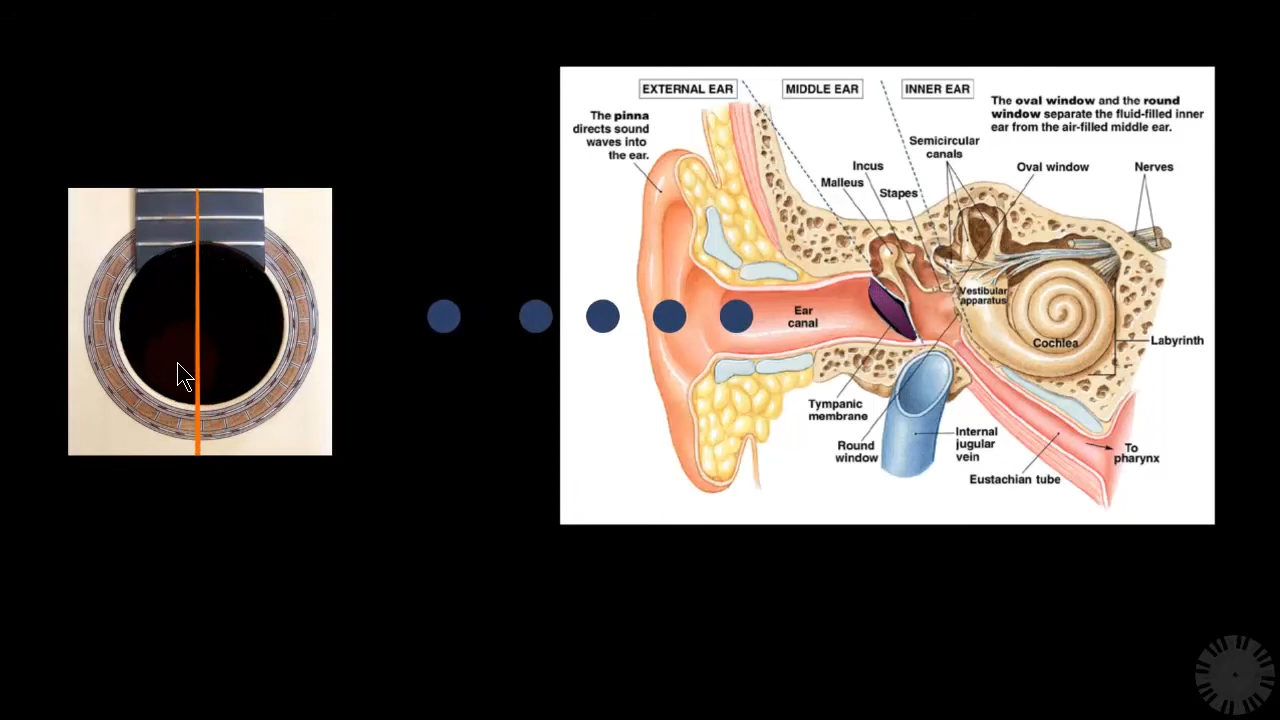 EXTERNAL EAR
MIDDLE EAR
INNER EAR
The pinna
directs sound
waves into
the ear.
The oval window and the round
window separate the fluid-filled inner
ear from the air-filled middle ear.
Semicircular
canals
Incus
Malleus
Stapes
Oval window
Nerves
Vestibular
apparatus
Ear
canal
Cochlea
Labyrinth
Tympanic
membrane
Round
window
Internal
jugular
vein
Eustachian tube
To
pharynx